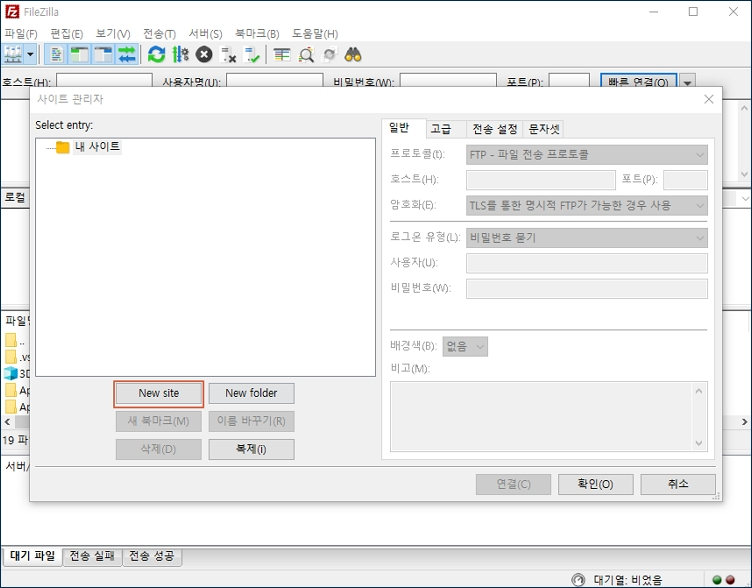 FileZilla
파일(F) 편집(E) 보기(V) 전송(T) 서버(S) 북마크(B) 도움말(H)
호스트(H): 사용자명(U): 비밀번호(W): 포트(P): 빠른 연결(Q)
사이트 관리자
Select entry:
내 사이트
일반 고급 전송 설정 문자셋
프로토콜(t): FTP - 파일 전송 프로토콜
호스트(H): 포트(P):
암호화(E): TLS를 통한 명시적 FTP가 가능한 경우 사용
로그온 유형(L): 비밀번호 묻기
사용자(U):
비밀번호(W):
배경색(B): 없음
비고(M):
New site New folder
새 북마크(M) 이름 바꾸기(R)
삭제(D) 복제(i)
연결(C) 확인(O) 취소
로컬
..
.vs
3D
Ap
Ap
19 파
서버/
대기 파일 전송 실패 전송 성공
대기열: 비었음